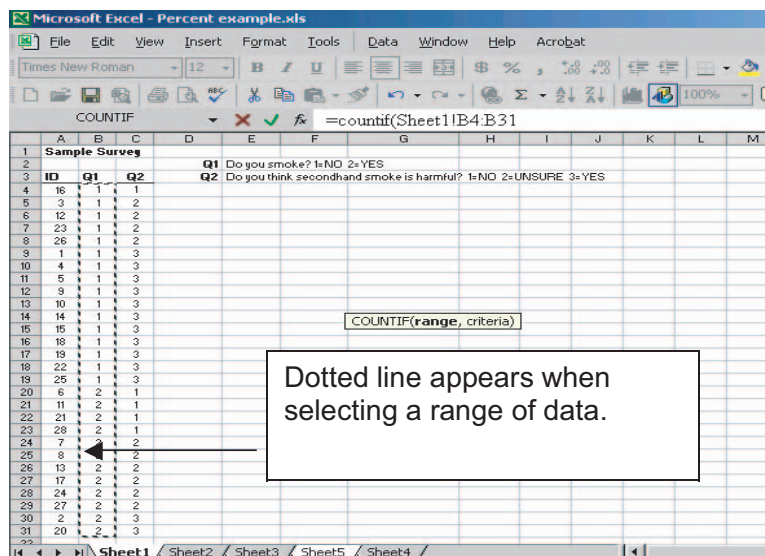 Microsoft Excel - Percent example.xls
File Edit View Insert Format Tools Data Window Help Acrobat
Times New Roman 12 B I U $ % ,
ABC Σ 100%
COUNTIF fx =countif(Sheet1!B4:B31
A B C D E F G H I J K L M
1 Sample Survey
2 Q1 Do you smoke? 1=NO 2=YES
3 ID Q1 Q2 Q2 Do you think secondhand smoke is harmful? 1=NO 2=UNSURE 3=YES
4 16 1 1
5 3 1 2
6 12 1 2
7 23 1 2
8 26 1 2
9 1 1 3
10 4 1 3
11 5 1 3
12 9 1 3
13 10 1 3
14 14 1 3
COUNTIF(range, criteria)
15 15 1 3
16 18 1 3
17 19 1 3
18 22 1 3
19 25 1 3
20 6 2 1
21 11 2 1
22 21 2 1
23 28 2 1
24 7 2 2
25 8 2
26 13 2 2
27 17 2 2
28 24 2 2
29 27 2 2
30 2 2 3
31 20 2 3
Dotted line appears when
selecting a range of data.
Sheet1 Sheet2 Sheet3 Sheet5 Sheet4